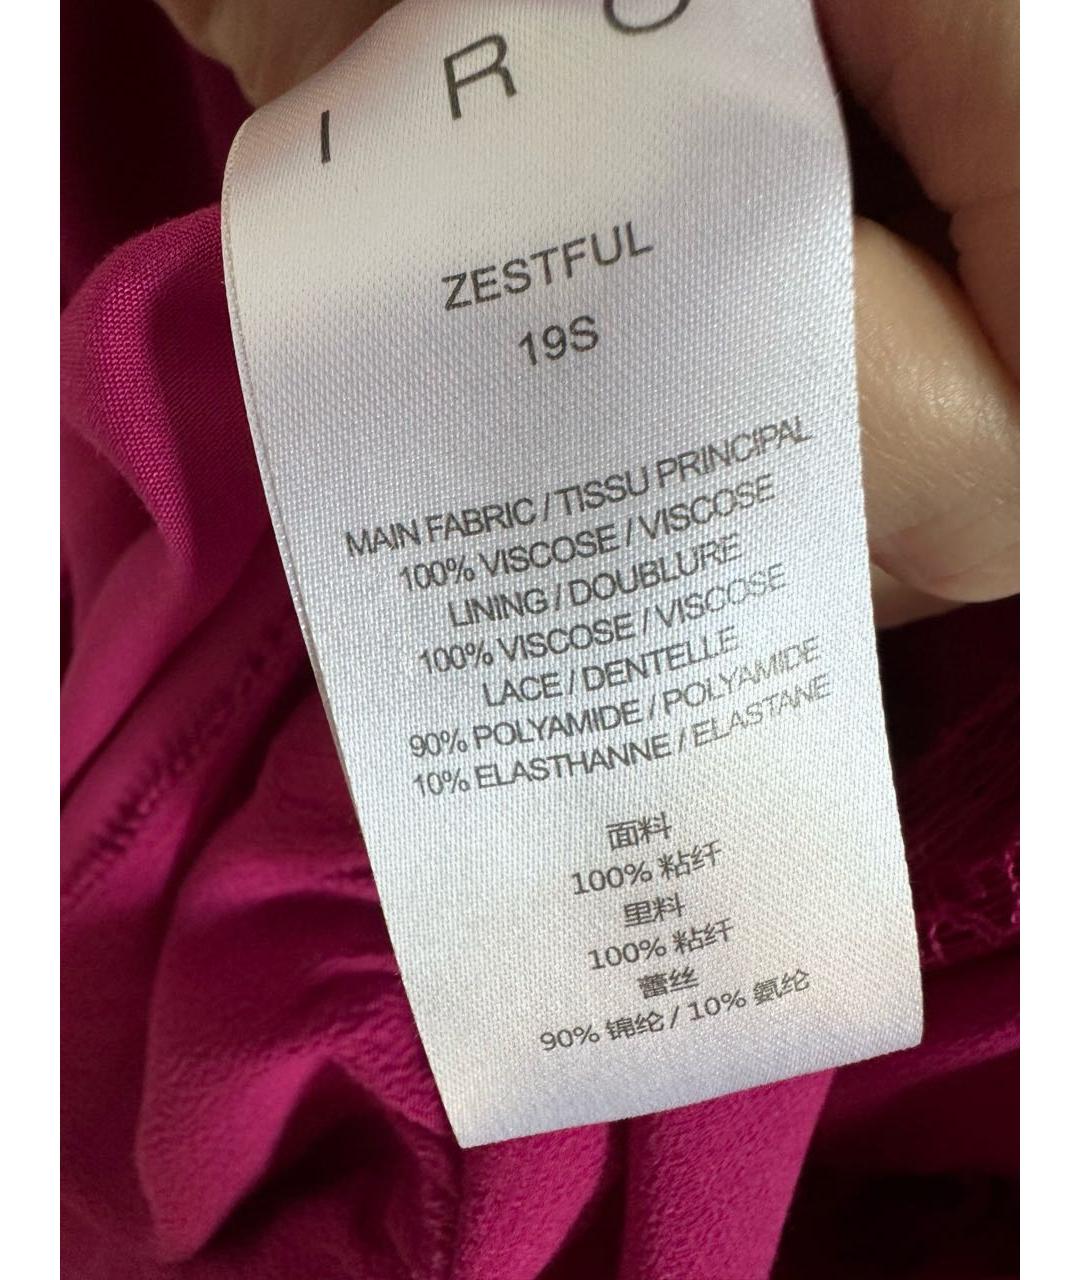 IRO
ZESTFUL
19S
MAIN FABRIC / TISSU PRINCIPAL
100% VISCOSE / VISCOSE
LINING / DOUBLURE
100% VISCOSE / VISCOSE
LACE / DENTELLE
90% POLYAMIDE / POLYAMIDE
10% ELASTHANNE / ELASTANE
面料
100% 粘纤
里料
100% 粘纤
蕾丝
90% 锦纶 / 10% 氨纶